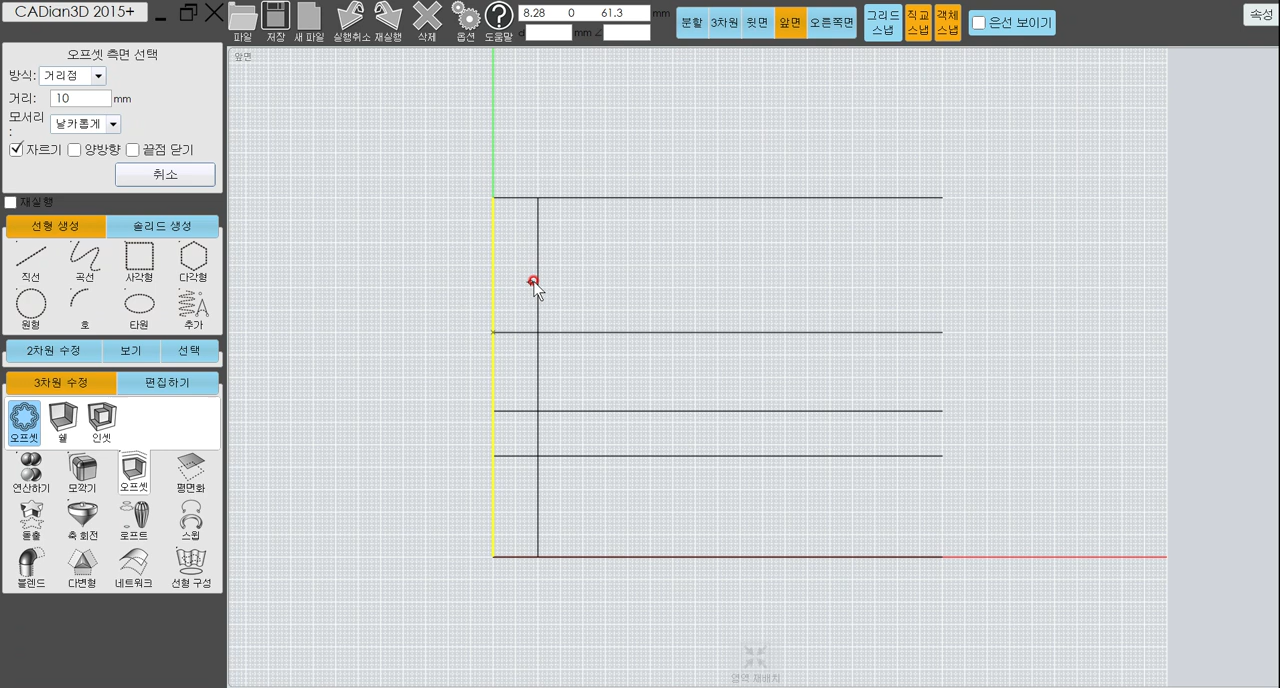 CADian3D 2015+
파일
저장
새 파일
실행취소
재실행
삭제
옵션
도움말
8.28 0 61.3 mm
d mm ∠
분할
3차원
윗면
앞면
오른쪽면
그리드
스냅
직교
스냅
객체
스냅
은선 보이기
속성
앞면
오프셋 측면 선택
방식: 거리점
거리: 10 mm
모서리
: 날카롭게
자르기 양방향 끝점 닫기
취소
재실행
선형 생성 솔리드 생성
직선 곡선 사각형 다각형
원형 호 타원 추가
2차원 수정 보기 선택
3차원 수정 편집하기
오프셋 쉘 인셋
연산하기 모깎기 오프셋 평면화
돌출 축 회전 로프트 스윕
블렌드 다변형 네트워크 선형 구성
영역 재배치